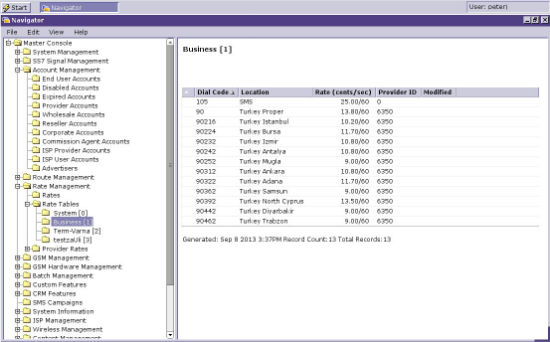 Start
Navigator
User: peterj
Navigator
File Edit View Help
Master Console
System Management
SS7 Signal Management
Account Management
End User Accounts
Disabled Accounts
Expired Accounts
Provider Accounts
Wholesale Accounts
Reseller Accounts
Corporate Accounts
Commission Agent Accounts
ISP Provider Accounts
ISP User Accounts
Advertisers
Route Management
Rate Management
Rates
Rate Tables
System [0]
Business [1]
Term-Varna [2]
testzaUli [3]
Provider Rates
GSM Management
GSM Hardware Management
Batch Management
Custom Features
CRM Features
SMS Campaigns
System Information
ISP Management
Wireless Management
Content Management
Business [1]
Dial Code Location Rate (cents/sec) Provider ID Modified
105 SMS 25.00/60 0
90 Turkey Proper 13.80/60 6350
90216 Turkey Istanbul 10.20/60 6350
90224 Turkey Bursa 11.70/60 6350
90232 Turkey Izmir 10.80/60 6350
90242 Turkey Antalya 10.80/60 6350
90252 Turkey Mugla 9.00/60 6350
90312 Turkey Ankara 10.80/60 6350
90322 Turkey Adana 11.70/60 6350
90362 Turkey Samsun 9.00/60 6350
90392 Turkey North Cyprus 13.50/60 6350
90442 Turkey Diyarbakir 9.00/60 6350
90462 Turkey Trabzon 9.00/60 6350
Generated: Sep 8 2013 3:37PM Record Count: 13 Total Records: 13